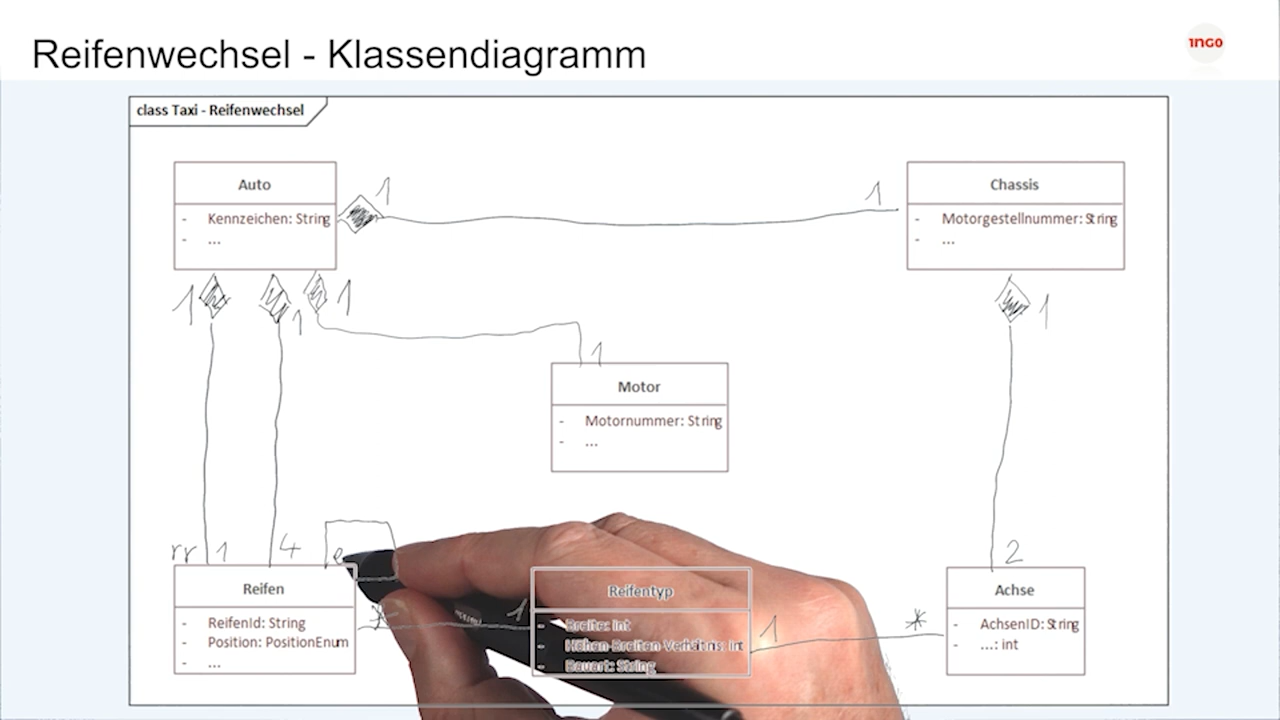 Reifenwechsel - Klassendiagramm
1NGO
class Taxi - Reifenwechsel
Auto
- Kennzeichen: String
- ...
1
1
Chassis
- Motorgestellnummer: String
- ...
1
1
1
1
1
Motor
- Motornummer: String
- ...
rr 1
4
e
2
Reifen
- ReifenId: String
- Position: PositionEnum
- ...
*
1
Reifentyp
- Breite: int
- Höhen-Breiten-Verhältnis: int
- Bauart: String
1
*
Achse
- AchsenID: String
- ...: int